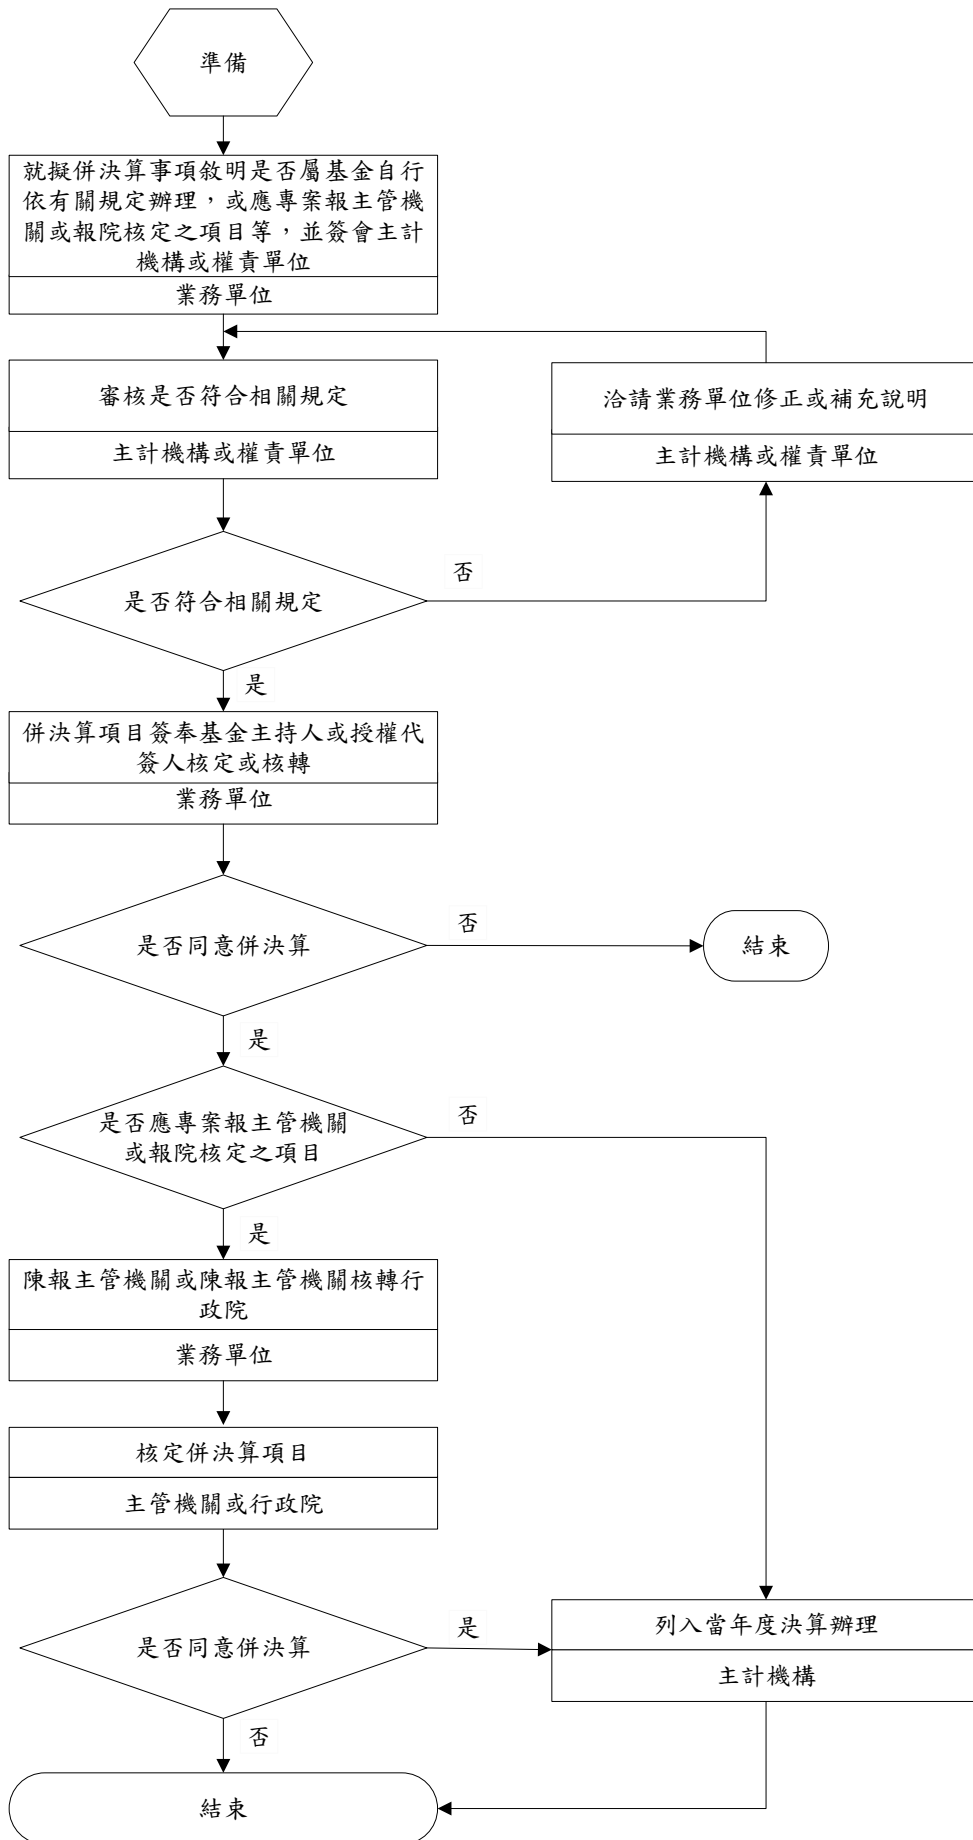 準備
就擬併決算事項敘明是否屬基金自行
依有關規定辦理，或應專案報主管機
關或報院核定之項目等，並簽會主計
機構或權責單位
業務單位
審核是否符合相關規定
主計機構或權責單位
洽請業務單位修正或補充說明
主計機構或權責單位
是否符合相關規定
否
是
併決算項目簽奉基金主持人或授權代
簽人核定或核轉
業務單位
是否同意併決算
否
結束
是
是否應專案報主管機關
或報院核定之項目
否
是
陳報主管機關或陳報主管機關核轉行
政院
業務單位
核定併決算項目
主管機關或行政院
是否同意併決算
是
列入當年度決算辦理
主計機構
否
結束